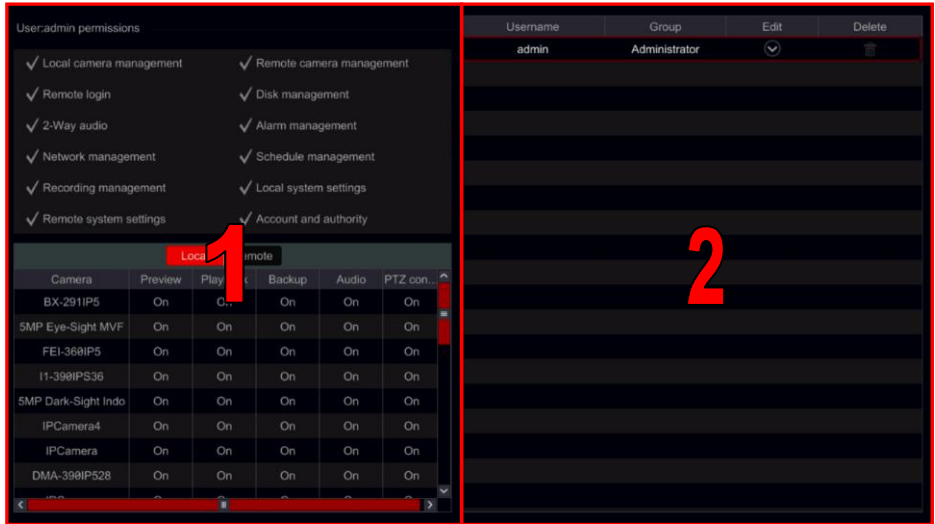 User:admin permissions
Local camera management Remote camera management
Remote login Disk management
2-Way audio Alarm management
Network management Schedule management
Recording management Local system settings
Remote system settings Account and authority
1
Camera Preview Backup Audio PTZ con...
BX-291IP5 On On On On
5MP Eye-Sight MVF On On On On On
FEI-360IP5 On On On On On
I1-390IPS36 On On On On On
5MP Dark-Sight Indo On On On On On
IPCamera4 On On On On On
IPCamera On On On On On
DMA-390IP528 On On On On On
Username Group Edit Delete
admin Administrator
2